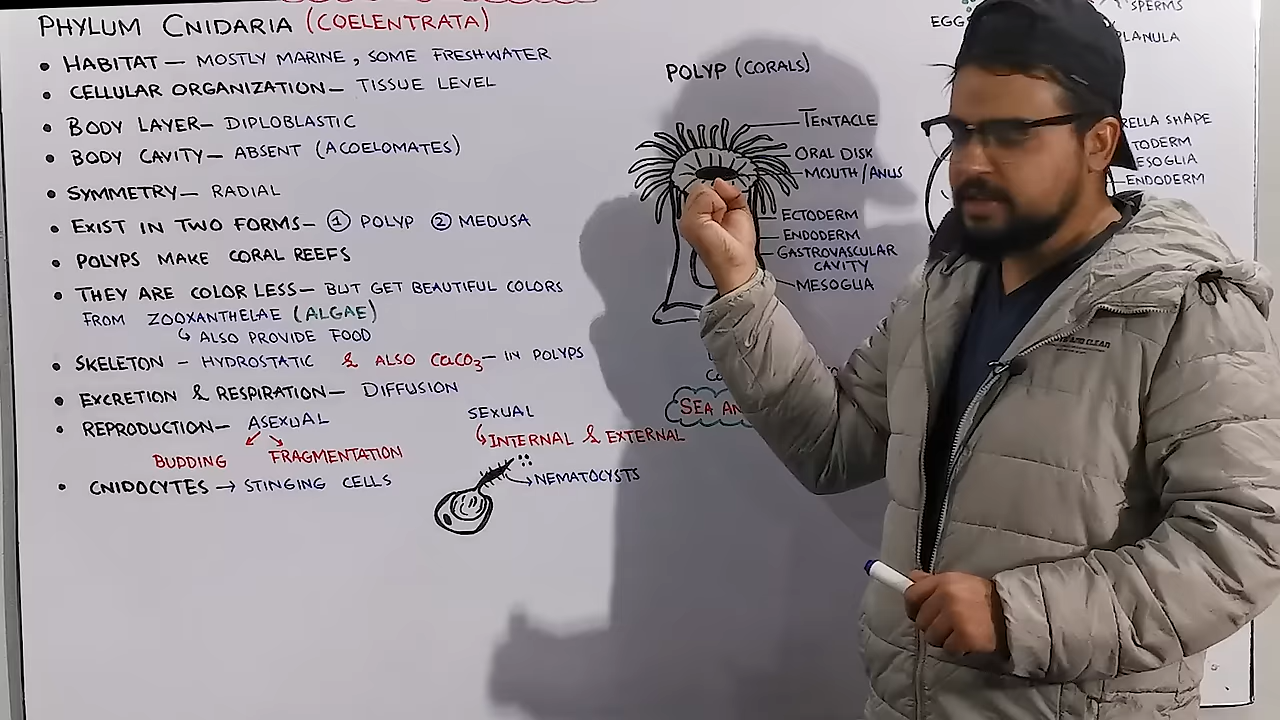 PHYLUM CNIDARIA (COELENTRATA)
• HABITAT — MOSTLY MARINE, SOME FRESHWATER
• CELLULAR ORGANIZATION — TISSUE LEVEL
• BODY LAYER — DIPLOBLASTIC
• BODY CAVITY — ABSENT (ACOELOMATES)
• SYMMETRY — RADIAL
• EXIST IN TWO FORMS — ① POLYP ② MEDUSA
• POLYPS MAKE CORAL REEFS
• THEY ARE COLOR LESS — BUT GET BEAUTIFUL COLORS
FROM ZOOXANTHELAE (ALGAE)
↳ ALSO PROVIDE FOOD
• SKELETON – HYDROSTATIC & ALSO CaCO3 — IN POLYPS
• EXCRETION & RESPIRATION — DIFFUSION
• REPRODUCTION — ASEXUAL SEXUAL
BUDDING FRAGMENTATION ↳ INTERNAL & EXTERNAL
• CNIDOCYTES → STINGING CELLS
→ NEMATOCYSTS
POLYP (CORALS)
TENTACLE
ORAL DISK
MOUTH/ANUS
ECTODERM
ENDODERM
GASTROVASCULAR
CAVITY
MESOGLIA
SEA AN
EGG
SPERMS
PLANULA
RELLA SHAPE
TODERM
ESOGLIA
ENDODERM